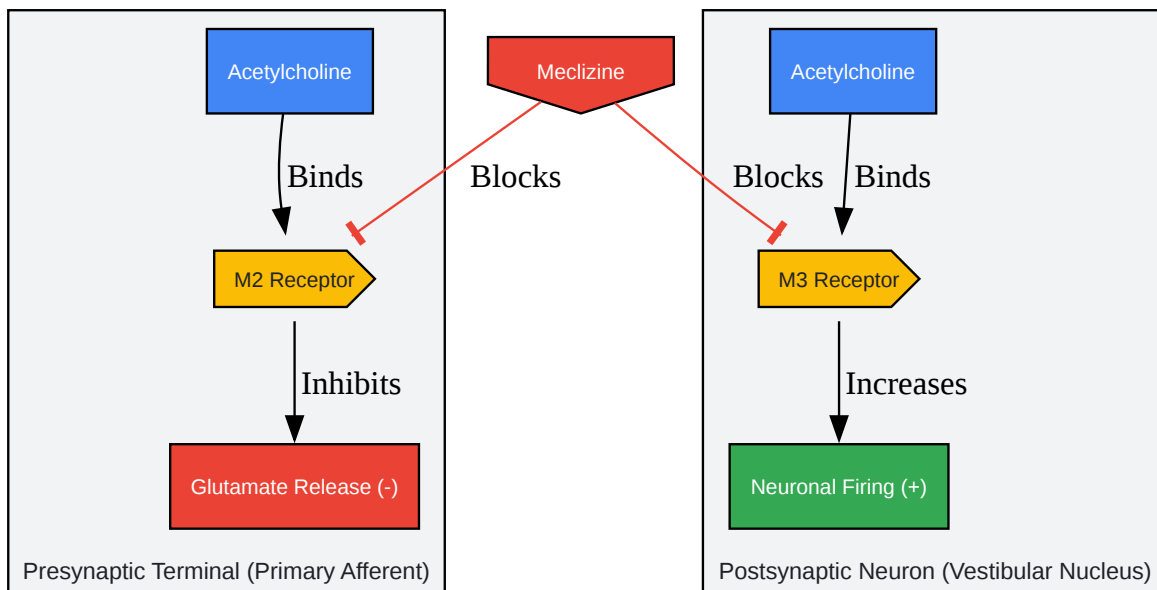 Acetylcholine
Meclizine
Acetylcholine
Binds
Blocks
Blocks
Binds
M2 Receptor
M3 Receptor
Inhibits
Increases
Glutamate Release (-)
Neuronal Firing (+)
Presynaptic Terminal (Primary Afferent)
Postsynaptic Neuron (Vestibular Nucleus)